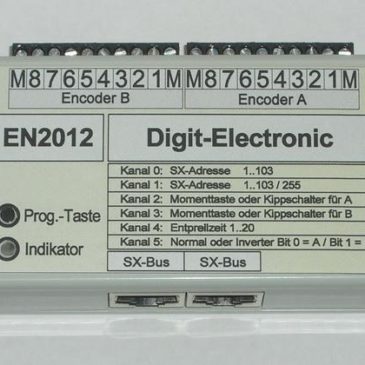 M87654321M M87654321M
Encoder B Encoder A
EN2012 Digit-Electronic
Kanal 0: SX-Adresse 1..103
Kanal 1: SX-Adresse 1..103 / 255
Kanal 2: Momenttaste oder Kippschalter für A
Kanal 3: Momenttaste oder Kippschalter für B
Kanal 4: Entprellzeit 1..20
Kanal 5: Normal oder Inverter Bit 0 = A / Bit 1 =
Prog.-Taste
Indikator
SX-Bus SX-Bus